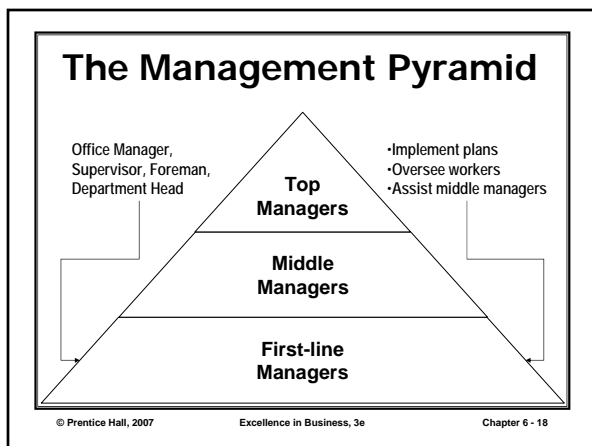 The Management Pyramid
Office Manager,
Supervisor, Foreman,
Department Head
•Implement plans
•Oversee workers
•Assist middle managers
Top
Managers
Middle
Managers
First-line
Managers
© Prentice Hall, 2007
Excellence in Business, 3e
Chapter 6 - 18